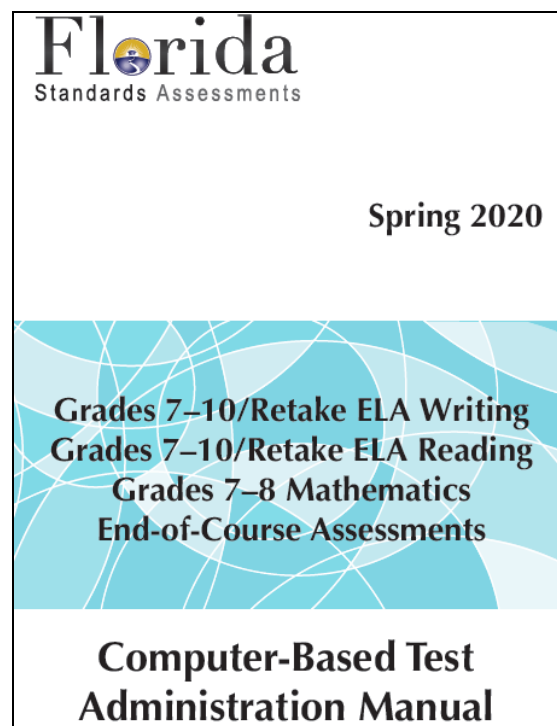 Florida
Standards Assessments
Spring 2020
Grades 7–10/Retake ELA Writing
Grades 7–10/Retake ELA Reading
Grades 7–8 Mathematics
End-of-Course Assessments
Computer-Based Test
Administration Manual